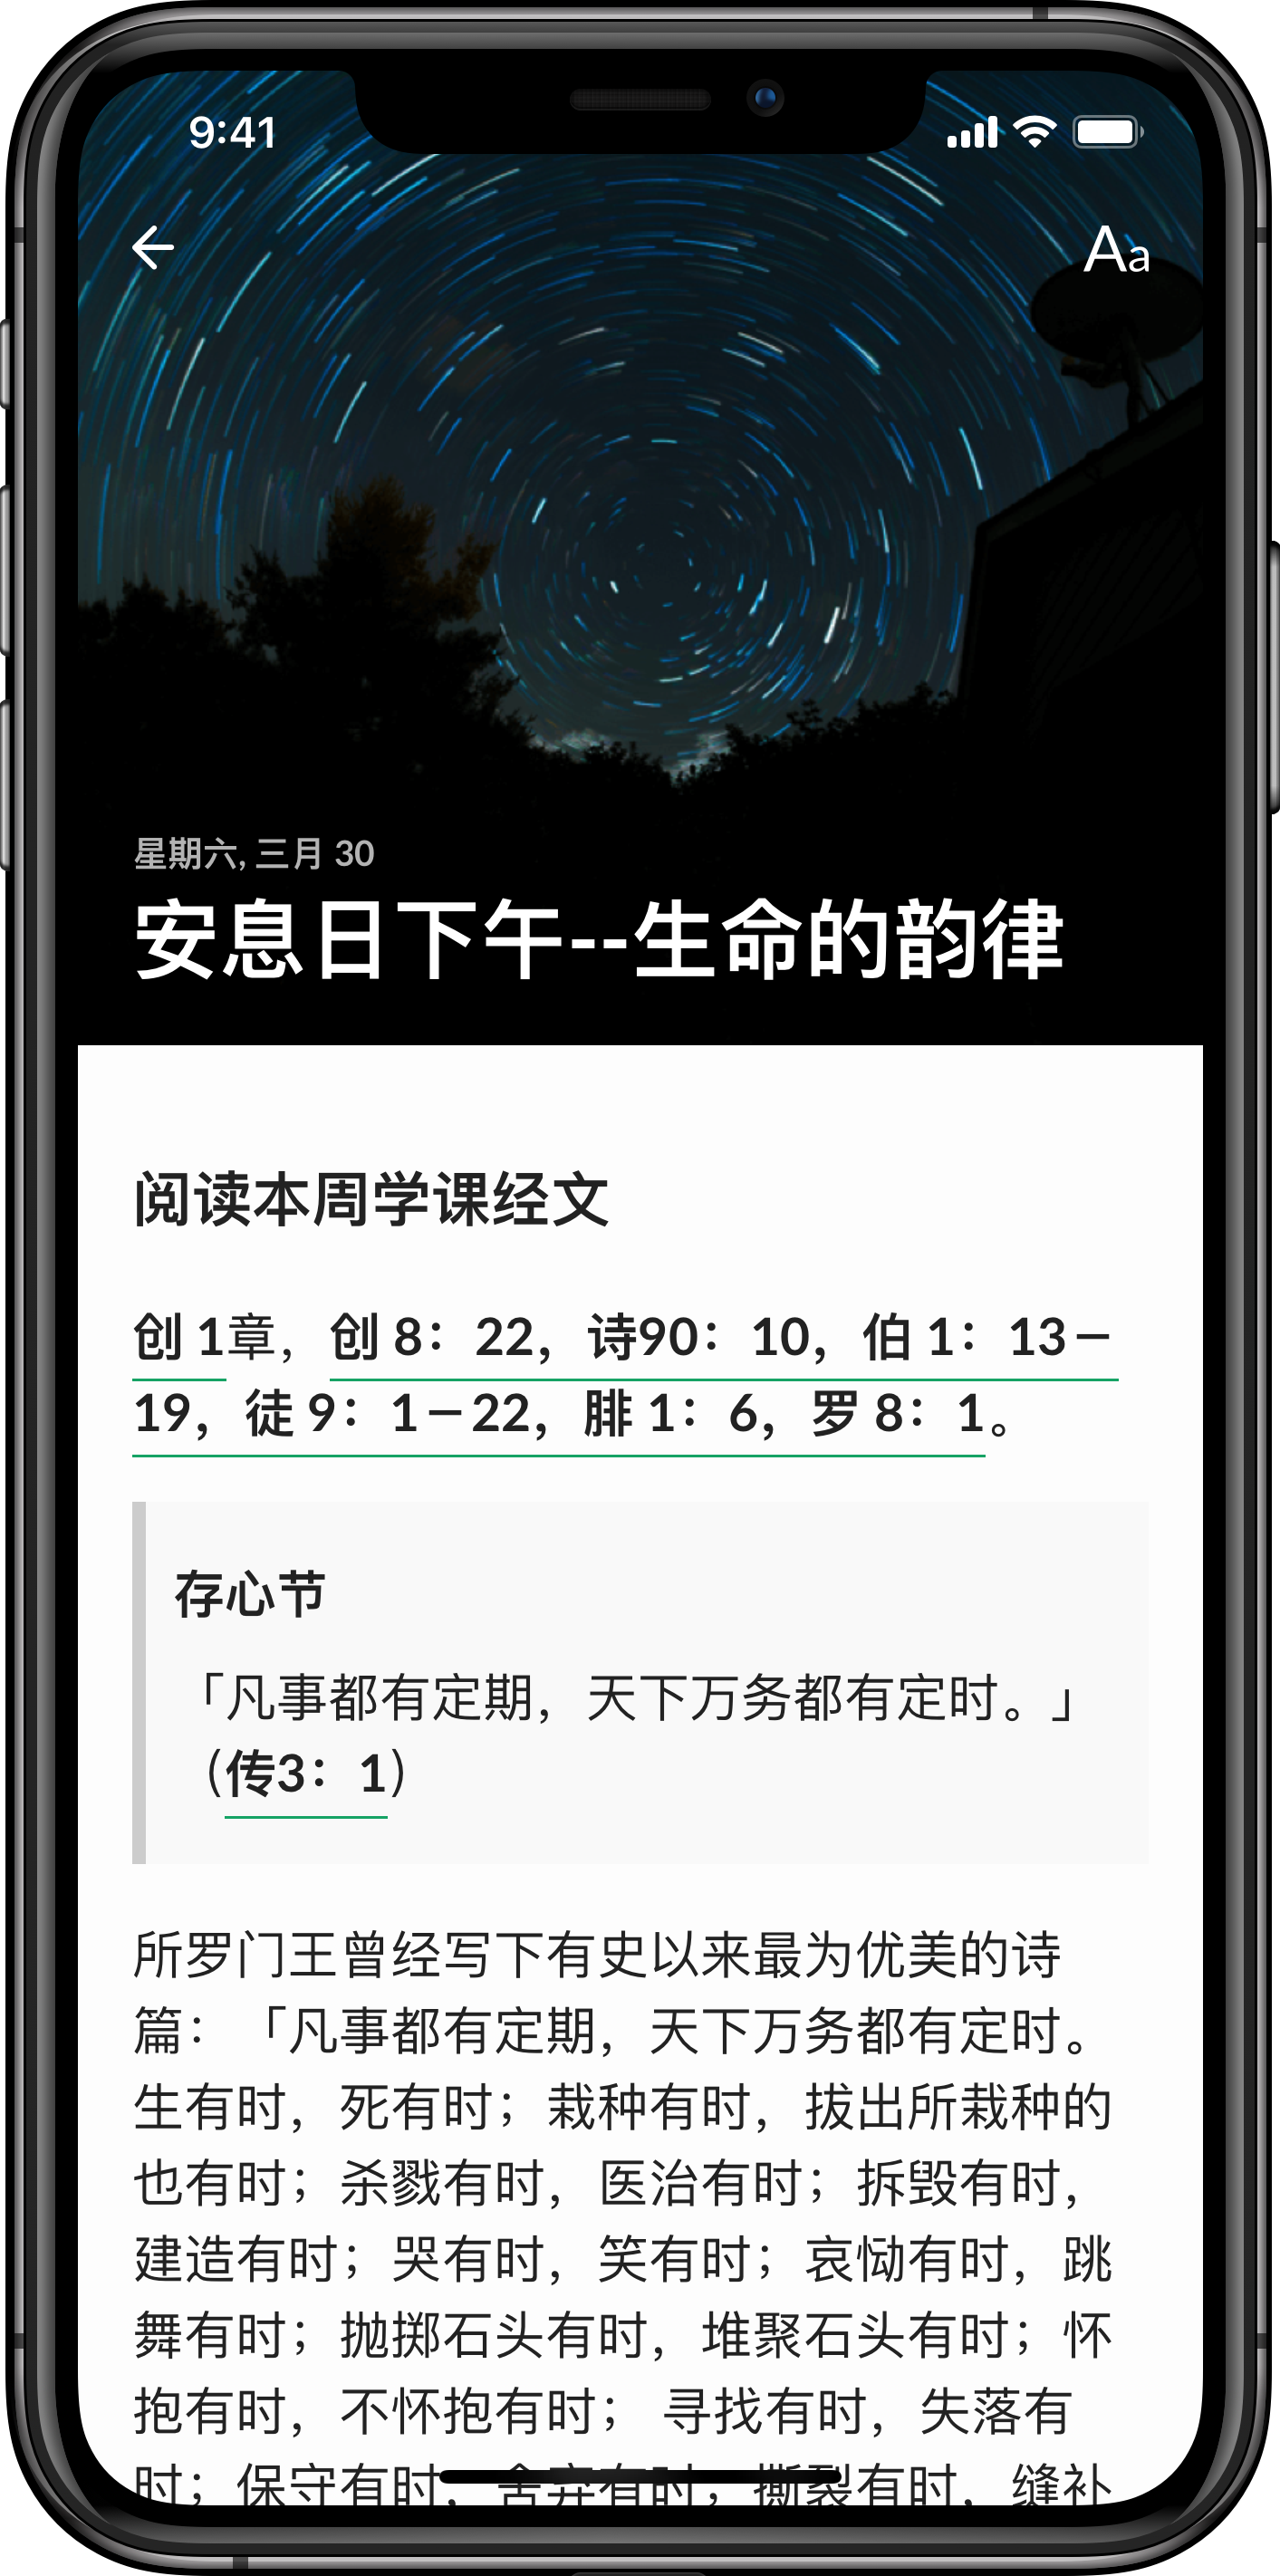 9:41
Aa
星期六, 三月 30
安息日下午--生命的韵律
阅读本周学课经文
创 1章，创 8：22，诗90：10，伯 1：13－
19，徒 9：1－22，腓 1：6，罗 8：1。
存心节
「凡事都有定期，天下万务都有定时。」
（传3：1）
所罗门王曾经写下有史以来最为优美的诗
篇：「凡事都有定期，天下万务都有定时。
生有时，死有时；栽种有时，拔出所栽种的
也有时；杀戮有时，医治有时；拆毁有时，
建造有时；哭有时，笑有时；哀恸有时，跳
舞有时；抛掷石头有时，堆聚石头有时；怀
抱有时，不怀抱有时； 寻找有时，失落有
时；保守有时，舍弃有时；撕裂有时，缝补